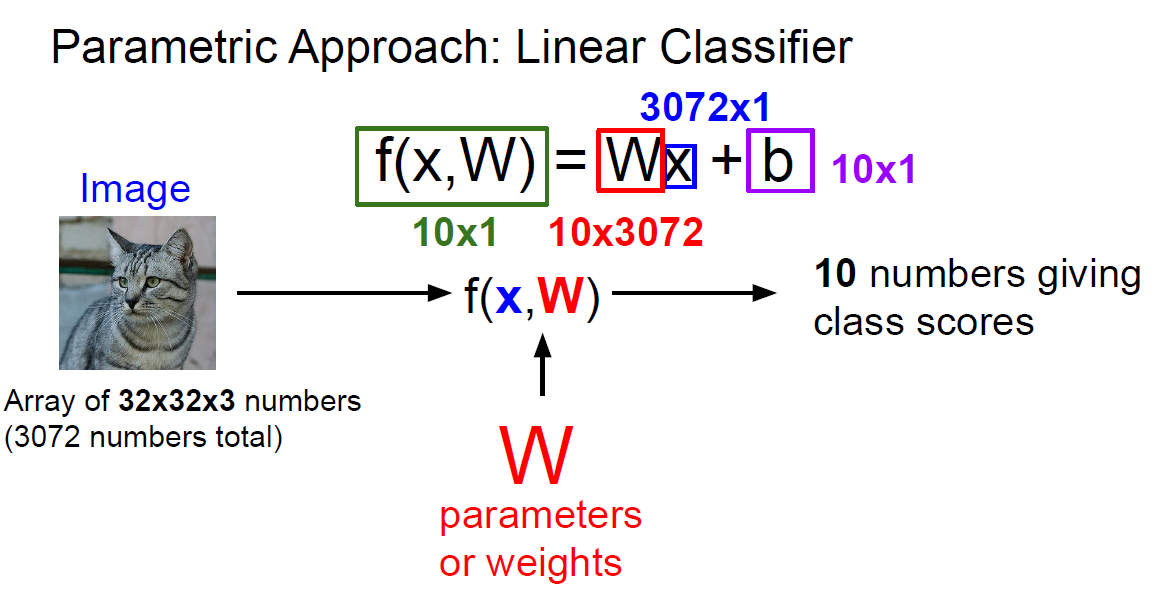 Parametric Approach: Linear Classifier
3072x1
f(x,W) = Wx + b
10x1
10x1
10x3072
Image
f(x,W)
10 numbers giving
class scores
Array of 32x32x3 numbers
(3072 numbers total)
W
parameters
or weights